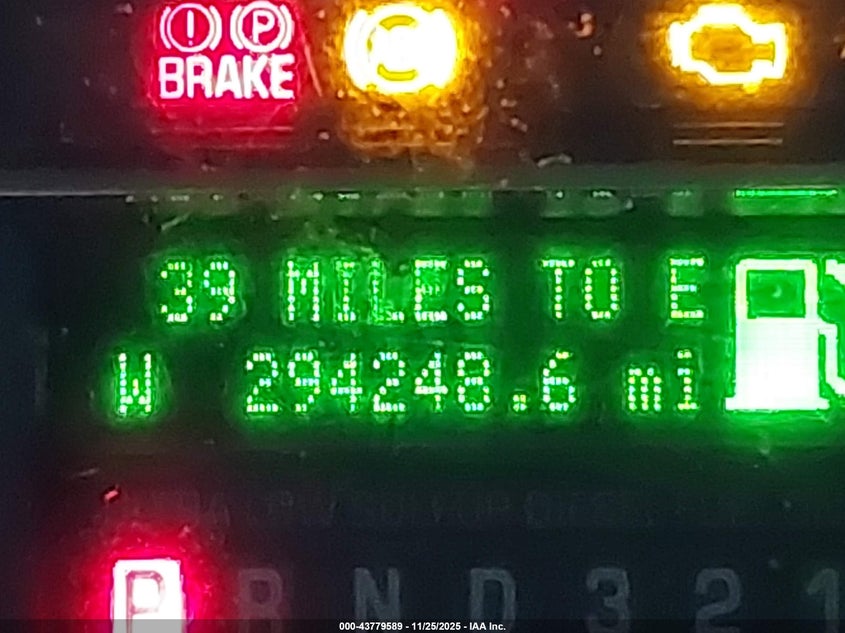 BRAKE
39 MILES TO E
W 294248.6 mi
P R N D 3 2 1
000-43779589 - 11/25/2025 - IAA Inc.